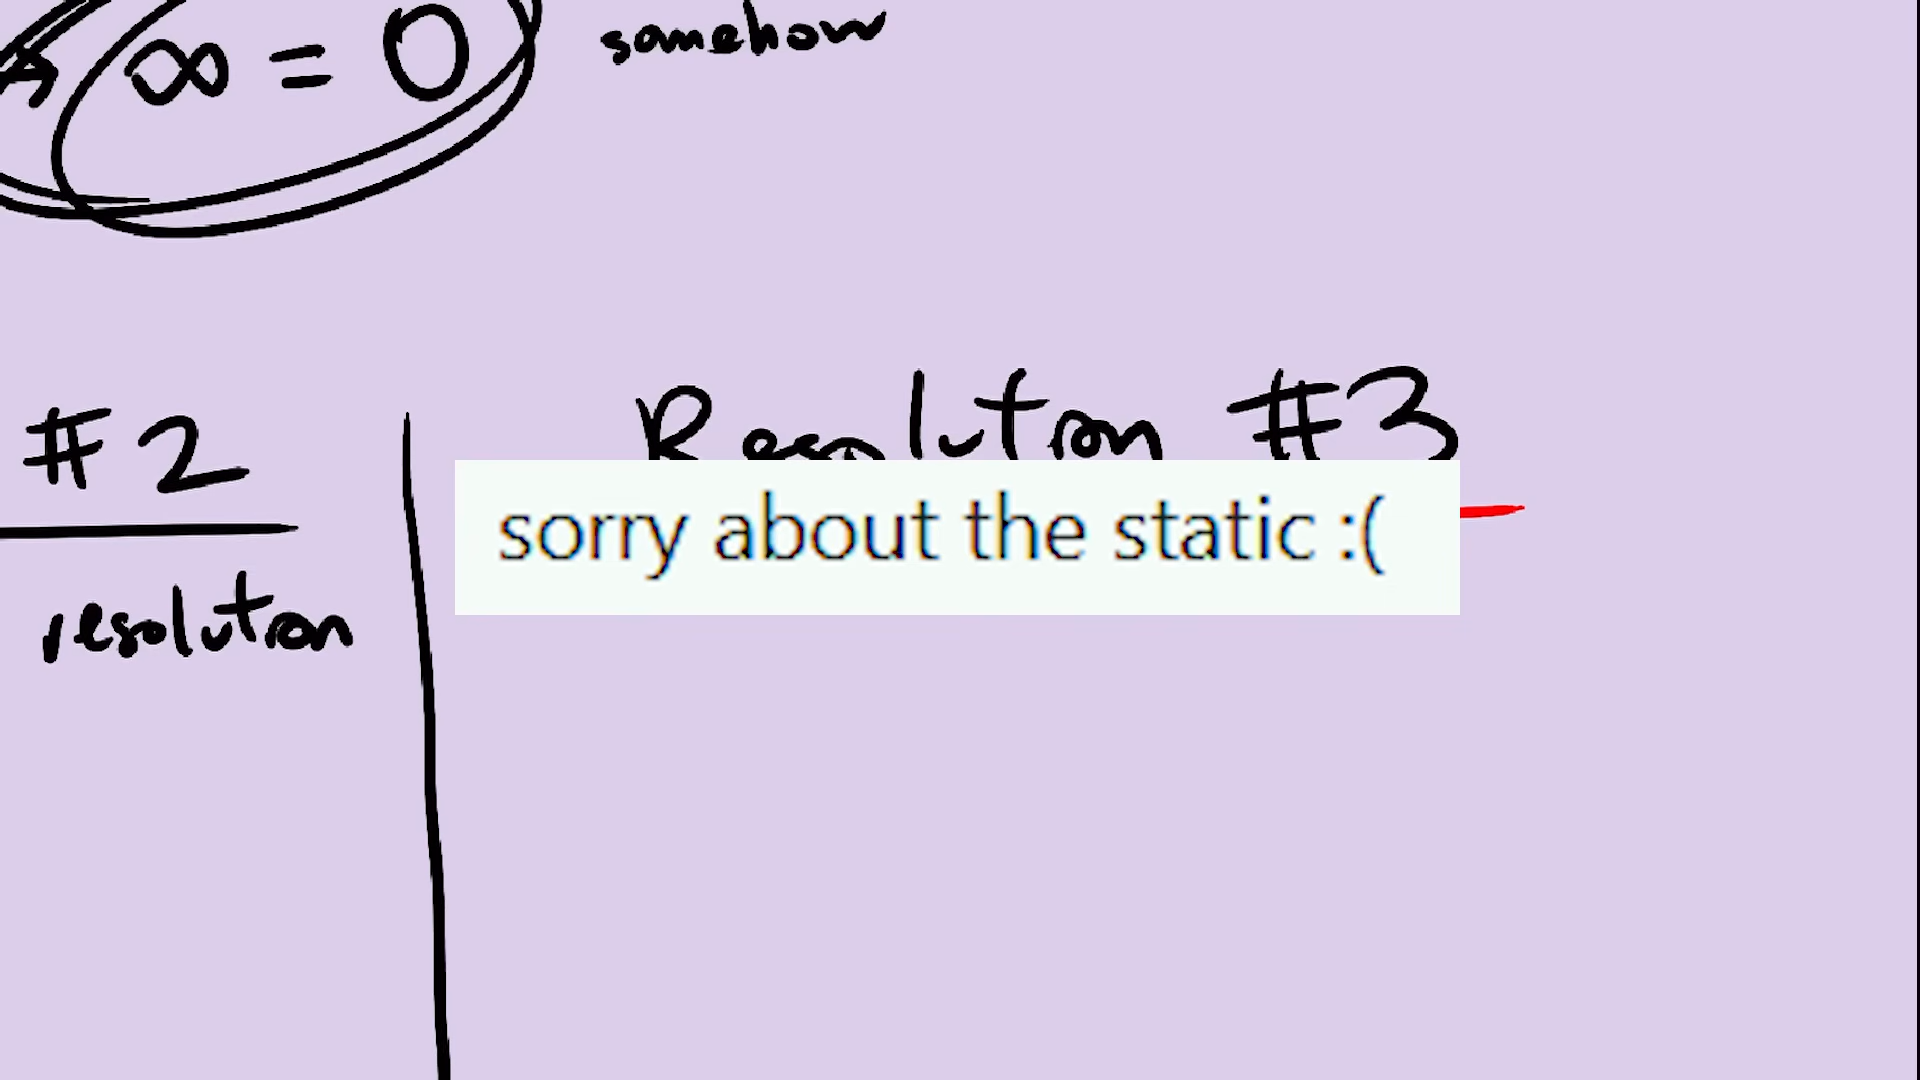 ∞ = 0 somehow
#2
resolution
Resolution #3
sorry about the static :(